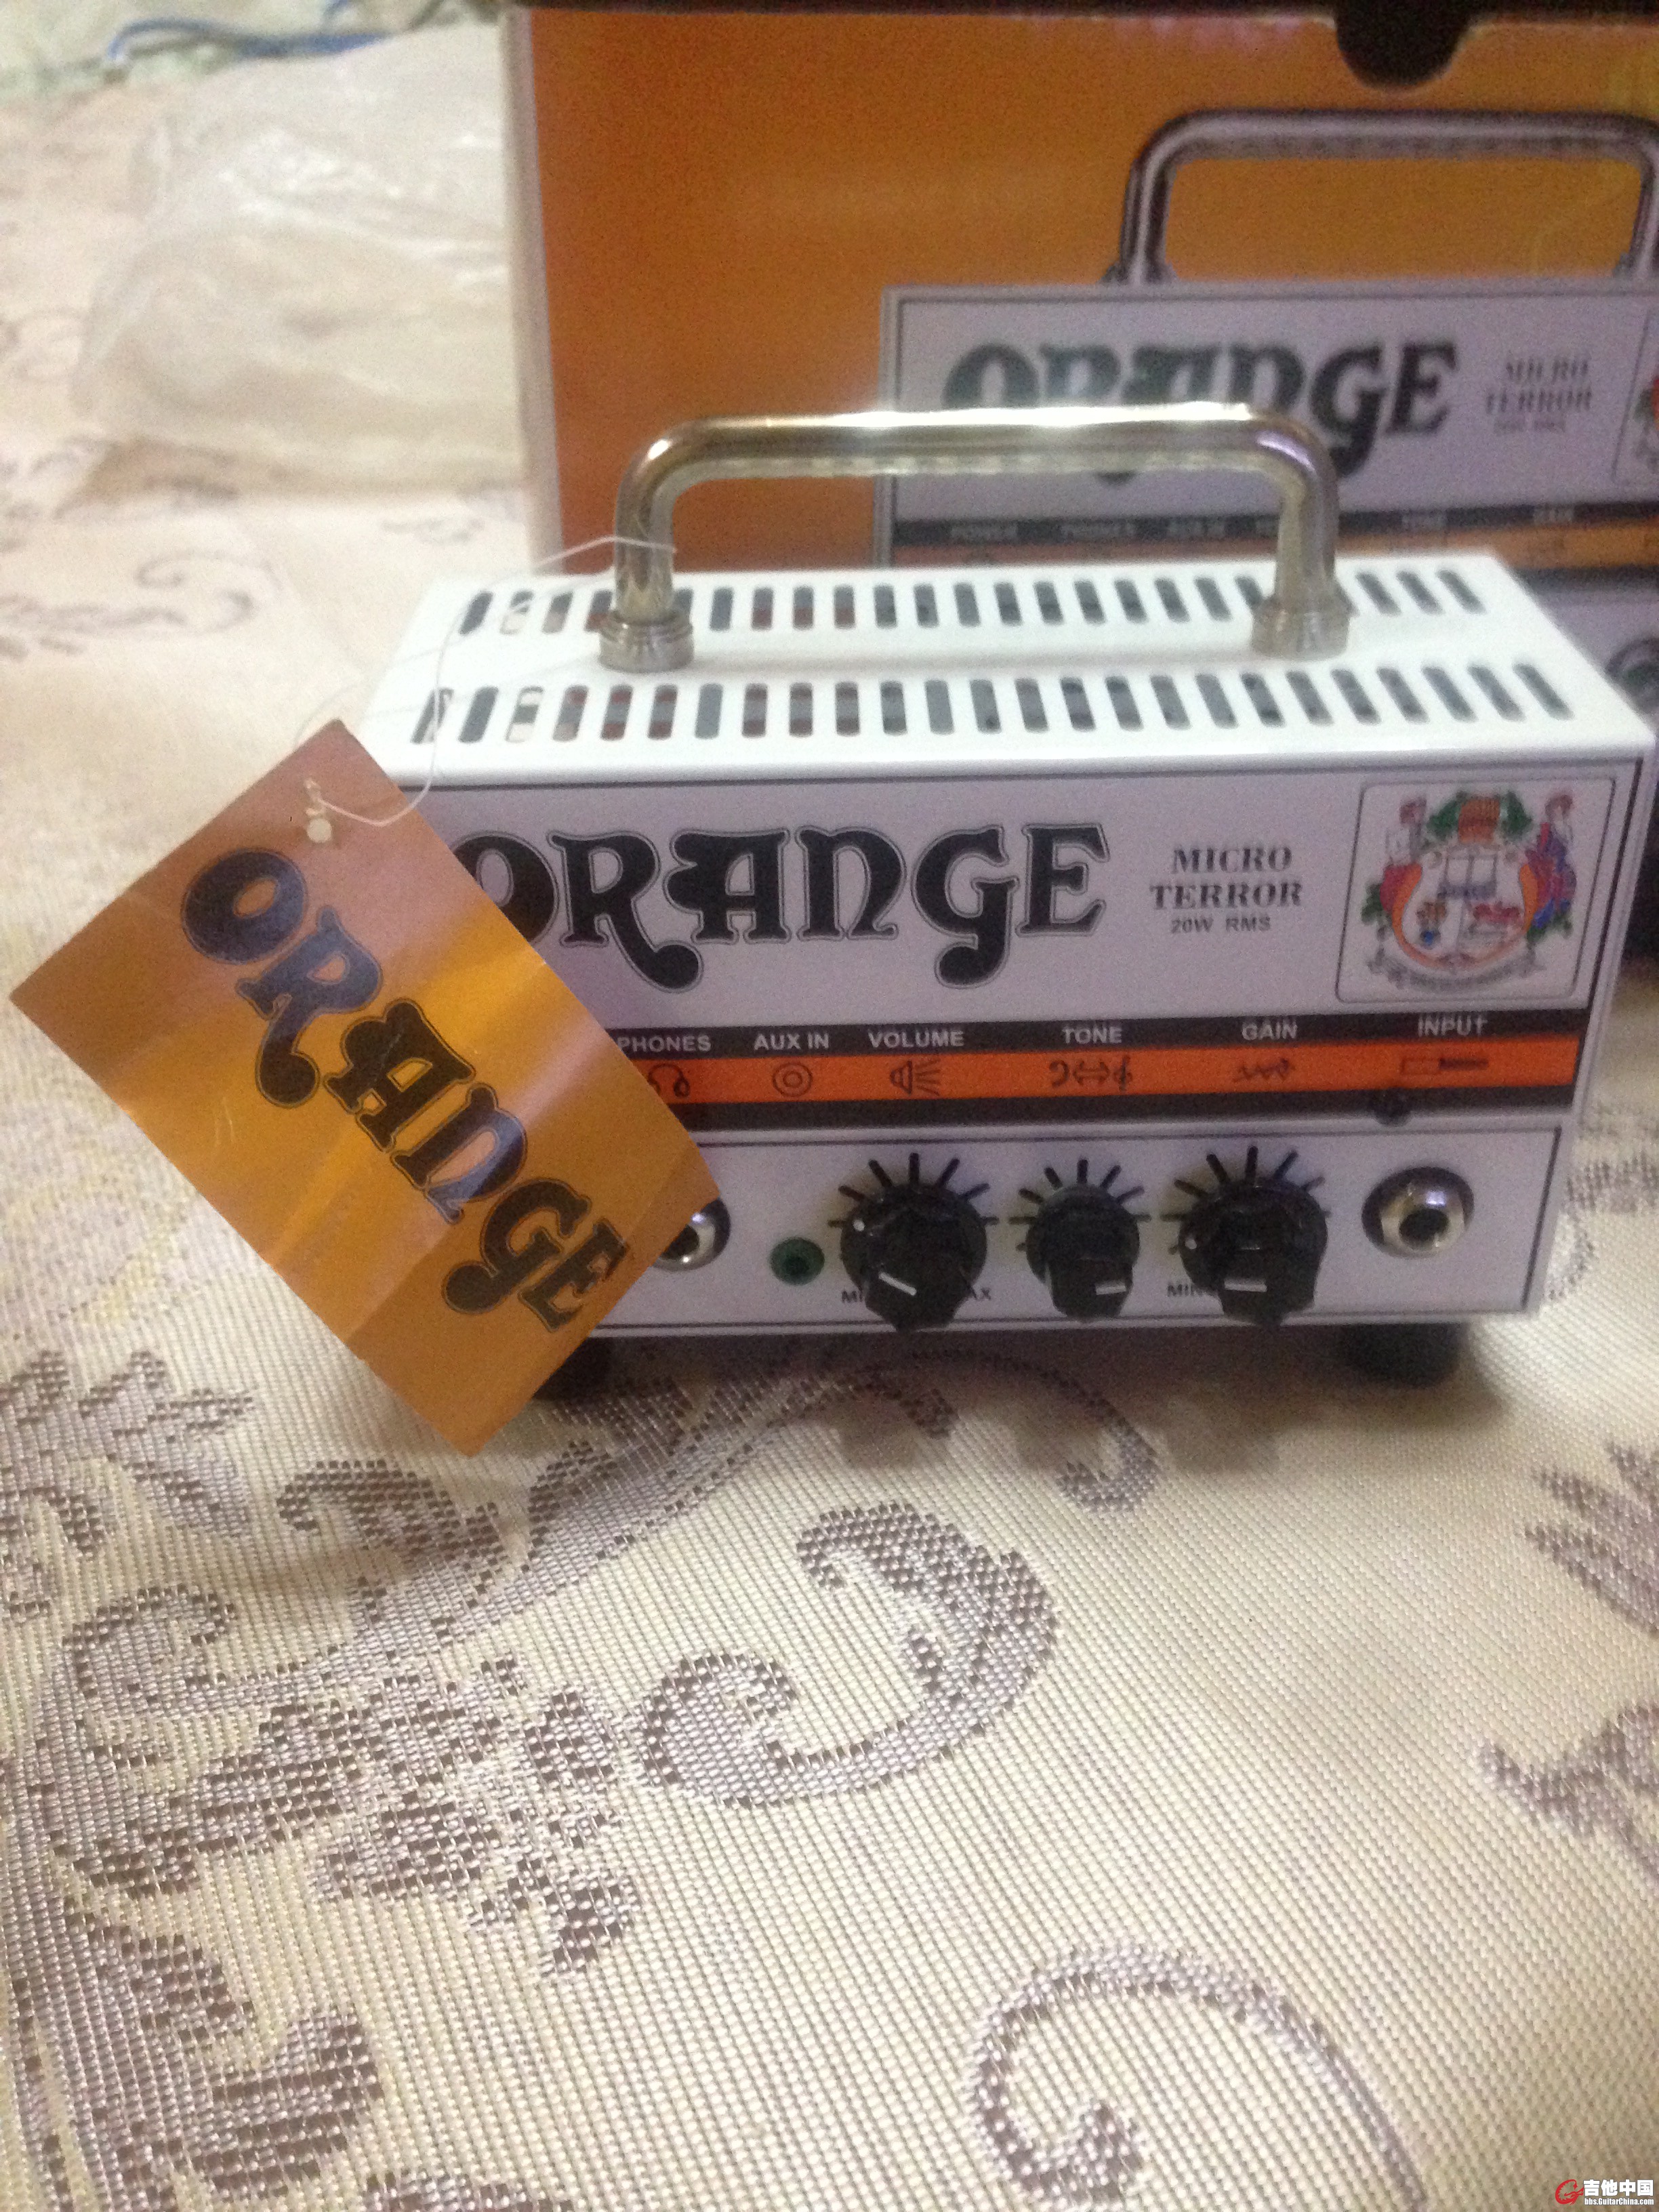 ORANGE
MICRO
TERROR
ORANGE
MICRO
TERROR
20W RMS
PHONES AUX IN VOLUME TONE GAIN INPUT
MIN
ORANGE
吉他中国
bbs.GuitarChina.com